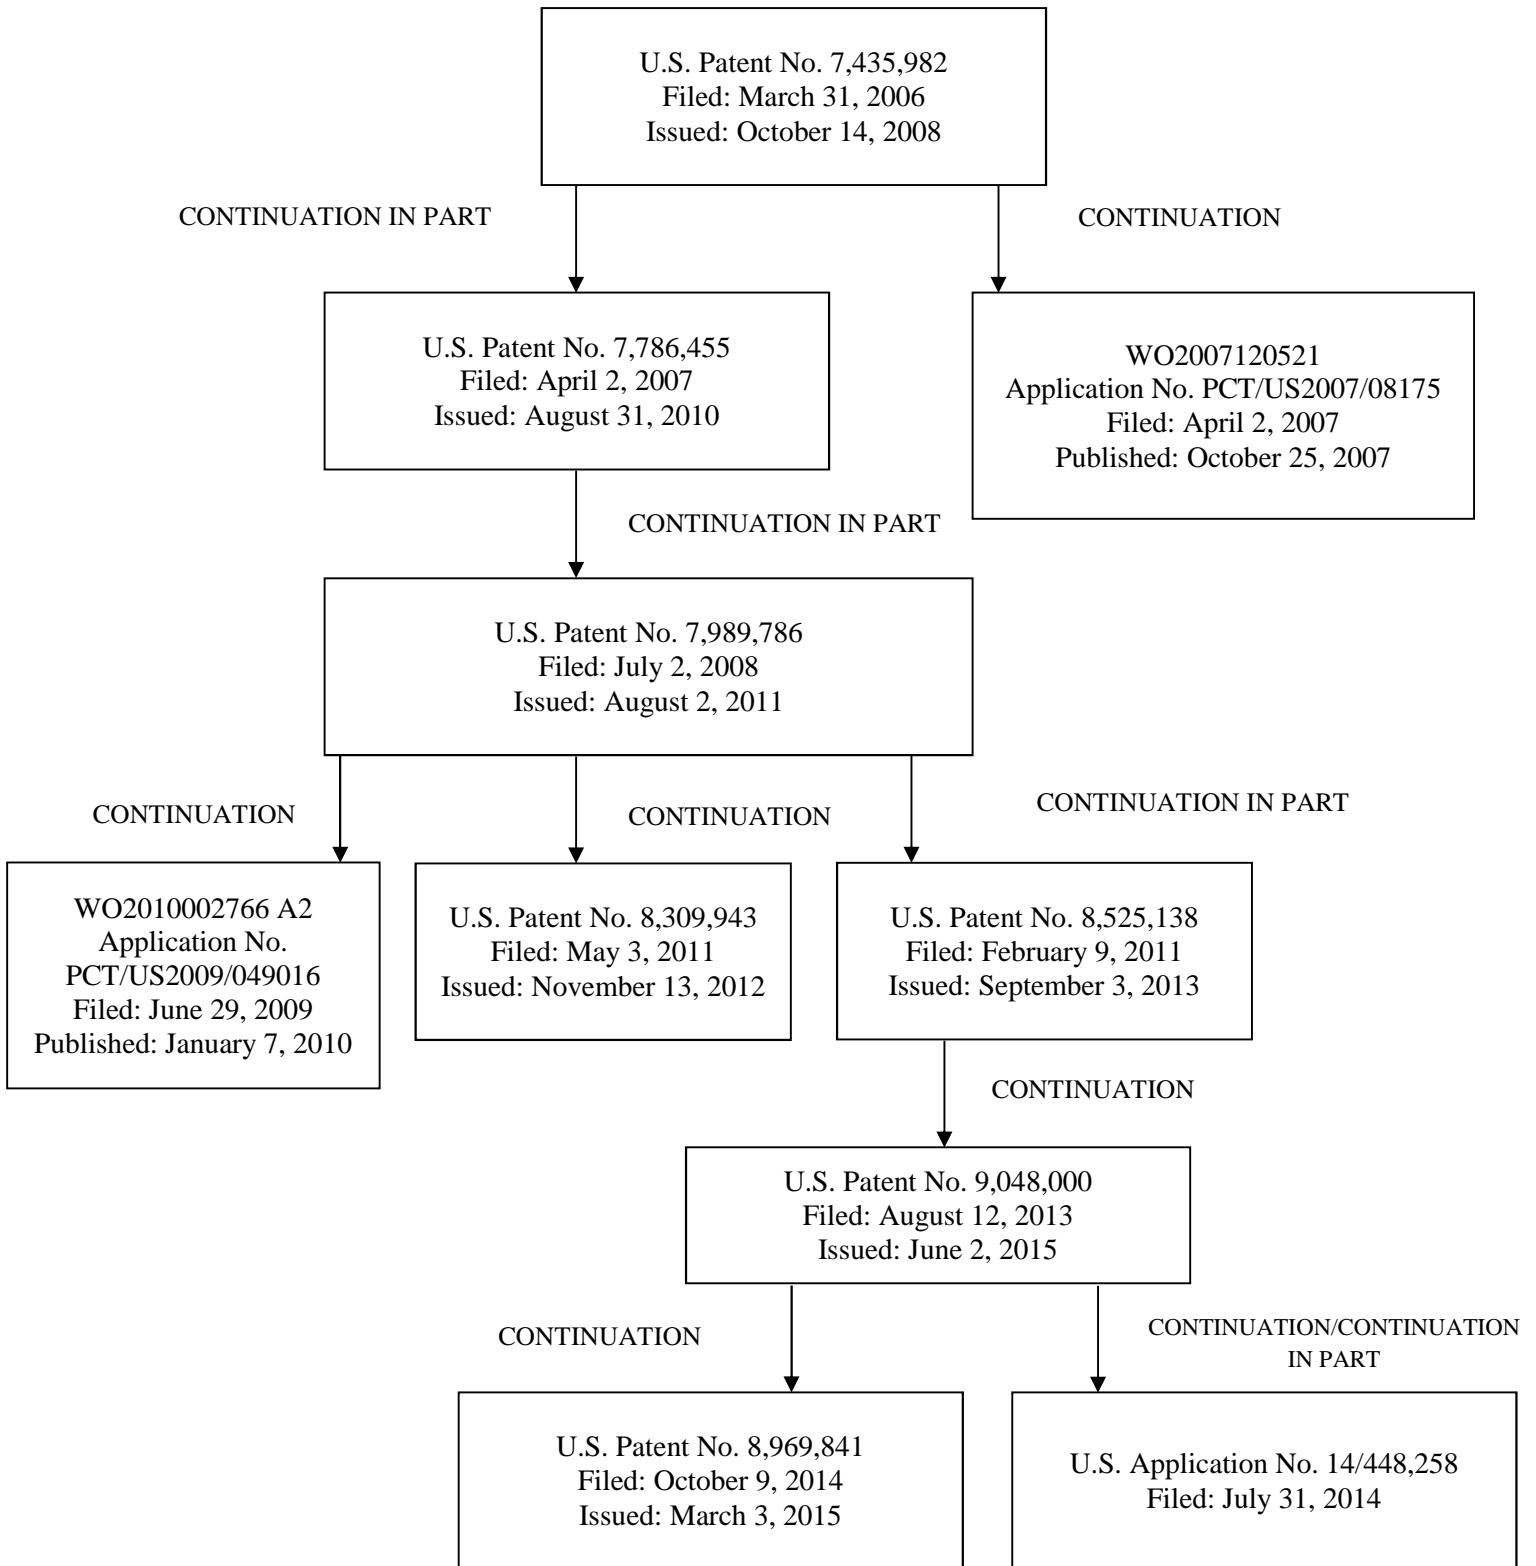 U.S. Patent No. 7,435,982
Filed: March 31, 2006
Issued: October 14, 2008
CONTINUATION IN PART
CONTINUATION
U.S. Patent No. 7,786,455
Filed: April 2, 2007
Issued: August 31, 2010
WO2007120521
Application No. PCT/US2007/08175
Filed: April 2, 2007
Published: October 25, 2007
CONTINUATION IN PART
U.S. Patent No. 7,989,786
Filed: July 2, 2008
Issued: August 2, 2011
CONTINUATION
CONTINUATION
CONTINUATION IN PART
WO2010002766 A2
Application No.
PCT/US2009/049016
Filed: June 29, 2009
Published: January 7, 2010
U.S. Patent No. 8,309,943
Filed: May 3, 2011
Issued: November 13, 2012
U.S. Patent No. 8,525,138
Filed: February 9, 2011
Issued: September 3, 2013
CONTINUATION
U.S. Patent No. 9,048,000
Filed: August 12, 2013
Issued: June 2, 2015
CONTINUATION
CONTINUATION/CONTINUATION
IN PART
U.S. Patent No. 8,969,841
Filed: October 9, 2014
Issued: March 3, 2015
U.S. Application No. 14/448,258
Filed: July 31, 2014